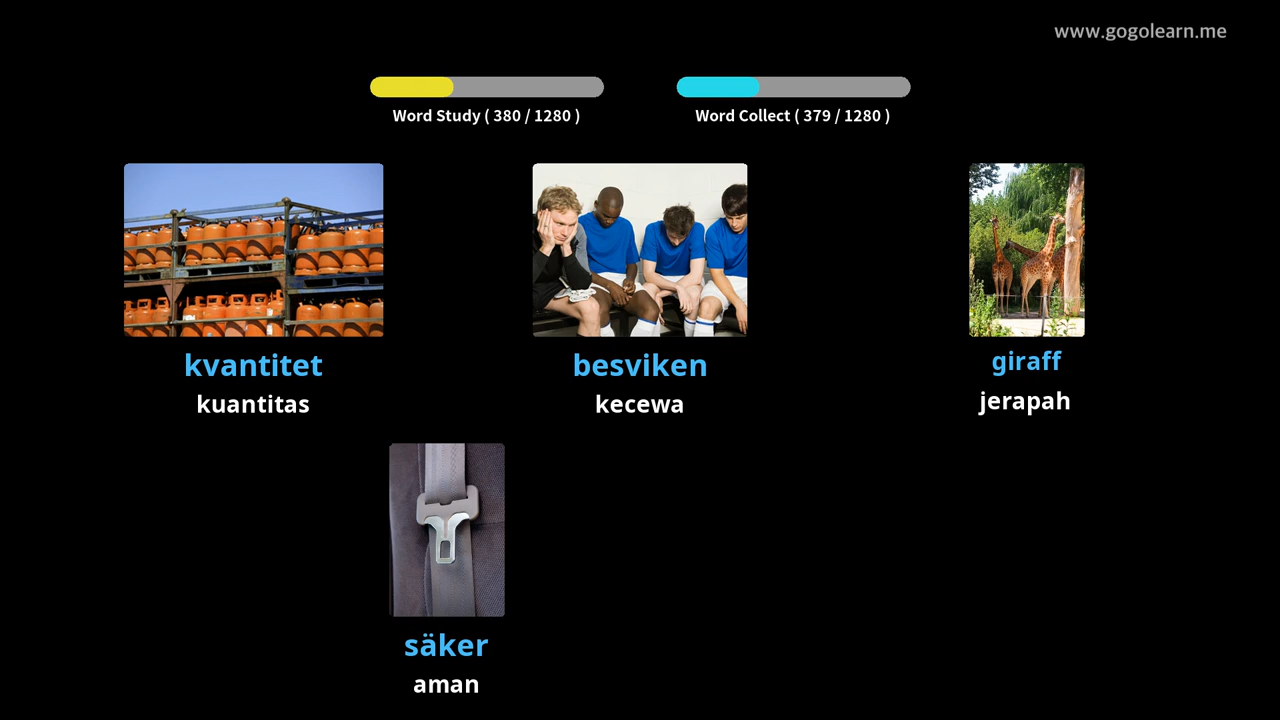 www.gogolearn.me
Word Study ( 380 / 1280 )
Word Collect ( 379 / 1280 )
kvantitet
kuantitas
besviken
kecewa
giraff
jerapah
säker
aman